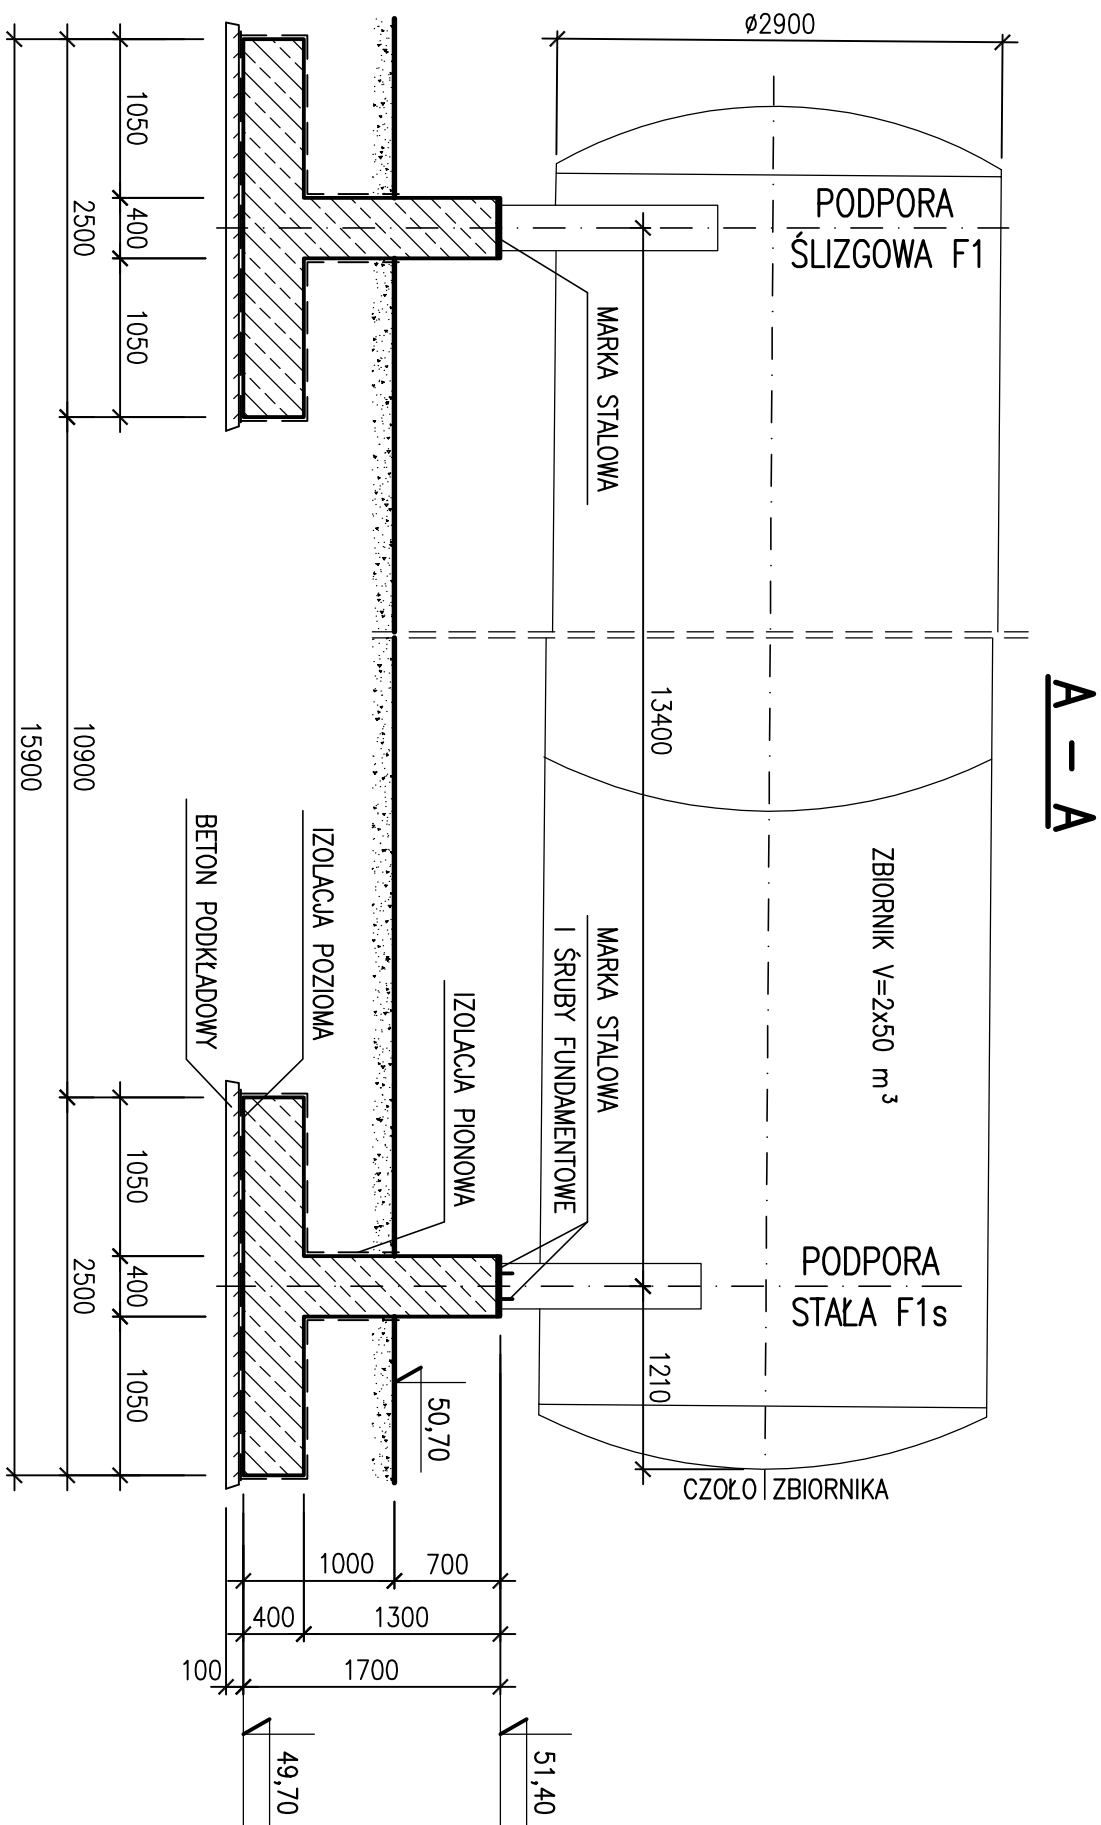 A - A
ø2900
PODPORA
ŚLIZGOWA F1
MARKA STALOWA
13400
ZBIORNIK V=2x50 m³
MARKA STALOWA
I ŚRUBY FUNDAMENTOWE
PODPORA
STAŁA F1s
1210
CZOŁO ZBIORNIKA
IZOLACJA PIONOWA
IZOLACJA POZIOMA
BETON PODKŁADOWY
50,70
1050
400
1050
2500
10900
1050
400
1050
2500
15900
1000
700
400
1300
100
1700
51,40
49,70